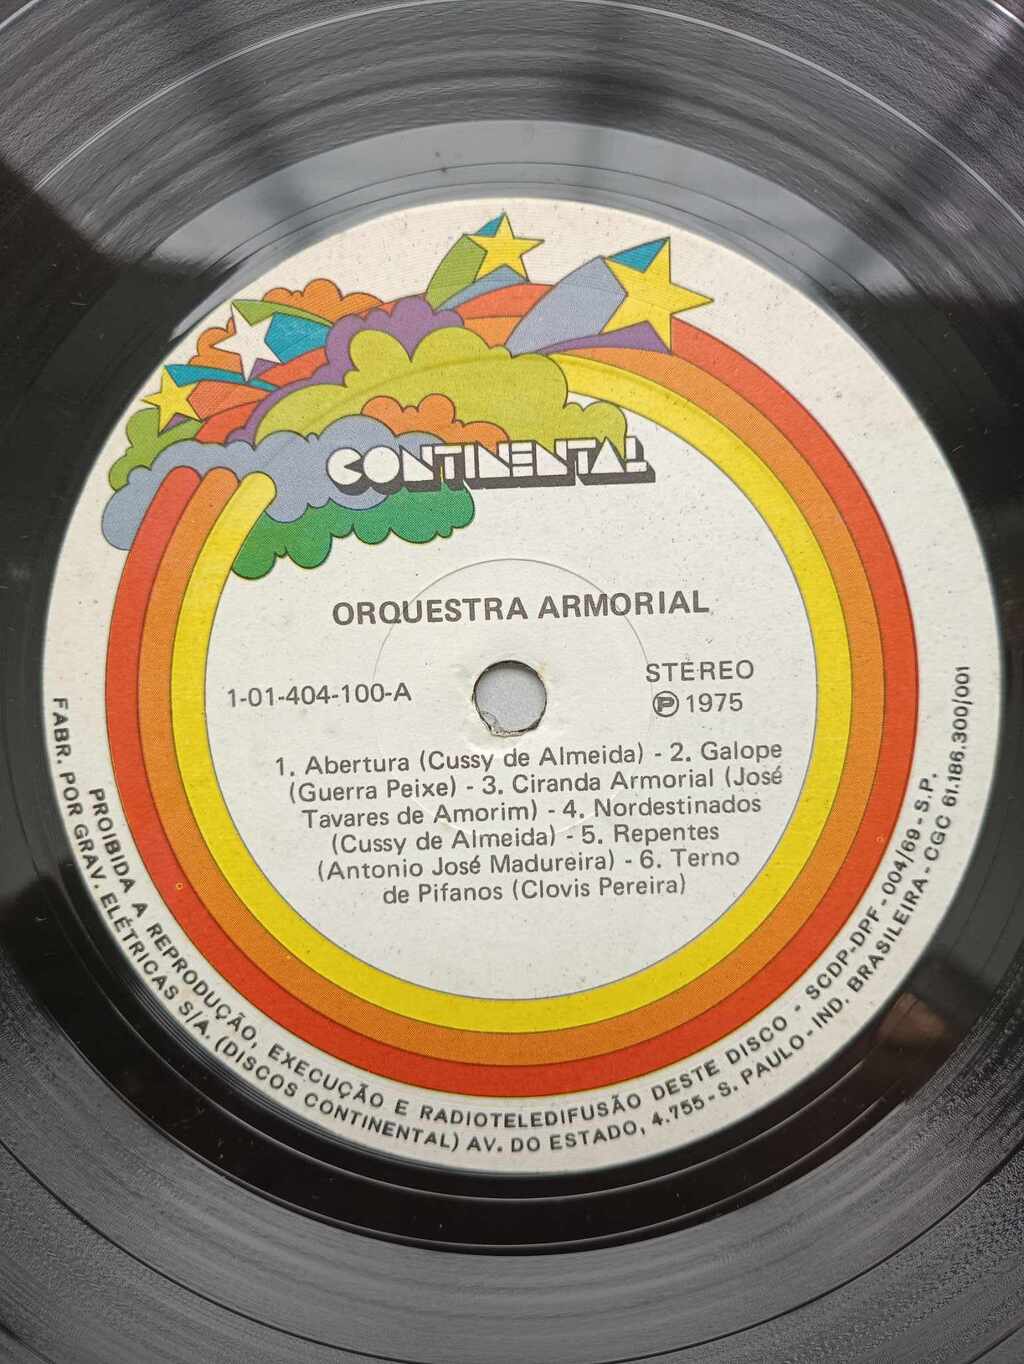 CONTINENTAL
ORQUESTRA ARMORIAL
1-01-404-100-A
STEREO
Ⓟ 1975
1. Abertura (Cussy de Almeida) - 2. Galope
(Guerra Peixe) - 3. Ciranda Armorial (José
Tavares de Amorim) - 4. Nordestinados
(Cussy de Almeida) - 5. Repentes
(Antonio José Madureira) - 6. Terno
de Pifanos (Clovis Pereira)
PROIBIDA A REPRODUÇÃO, EXECUÇÃO E RADIOTELEDIFUSÃO DESTE DISCO - SCDP-DPF - 004/69 - S.P.
FABR. POR GRAV. ELÉTRICAS S/A. (DISCOS CONTINENTAL) AV. DO ESTADO, 4.755 - S. PAULO - IND. BRASILEIRA - CGC 61.186.300/001